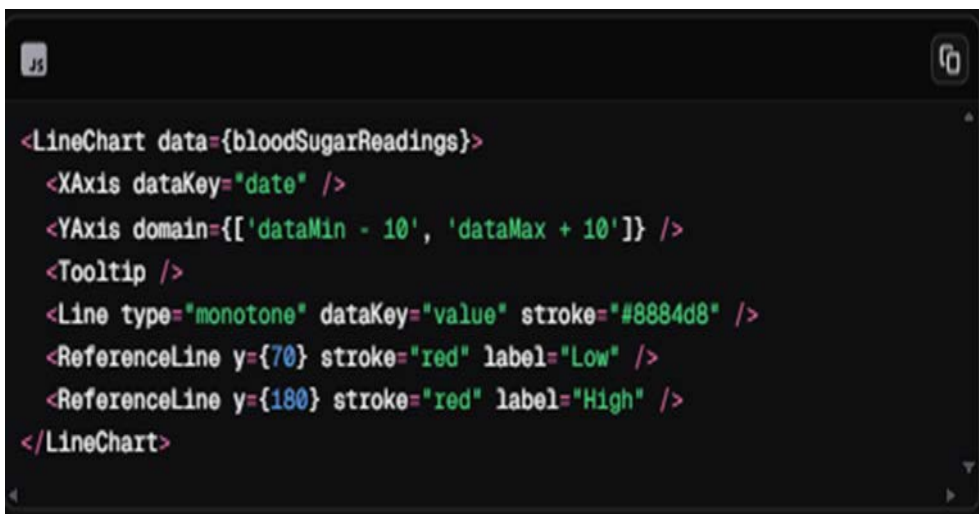 JS
<LineChart data={bloodSugarReadings}>
<XAxis dataKey="date" />
<YAxis domain={['dataMin - 10', 'dataMax + 10']} />
<Tooltip />
<Line type="monotone" dataKey="value" stroke="#8884d8" />
<ReferenceLine y={70} stroke="red" label="Low" />
<ReferenceLine y={180} stroke="red" label="High" />
</LineChart>